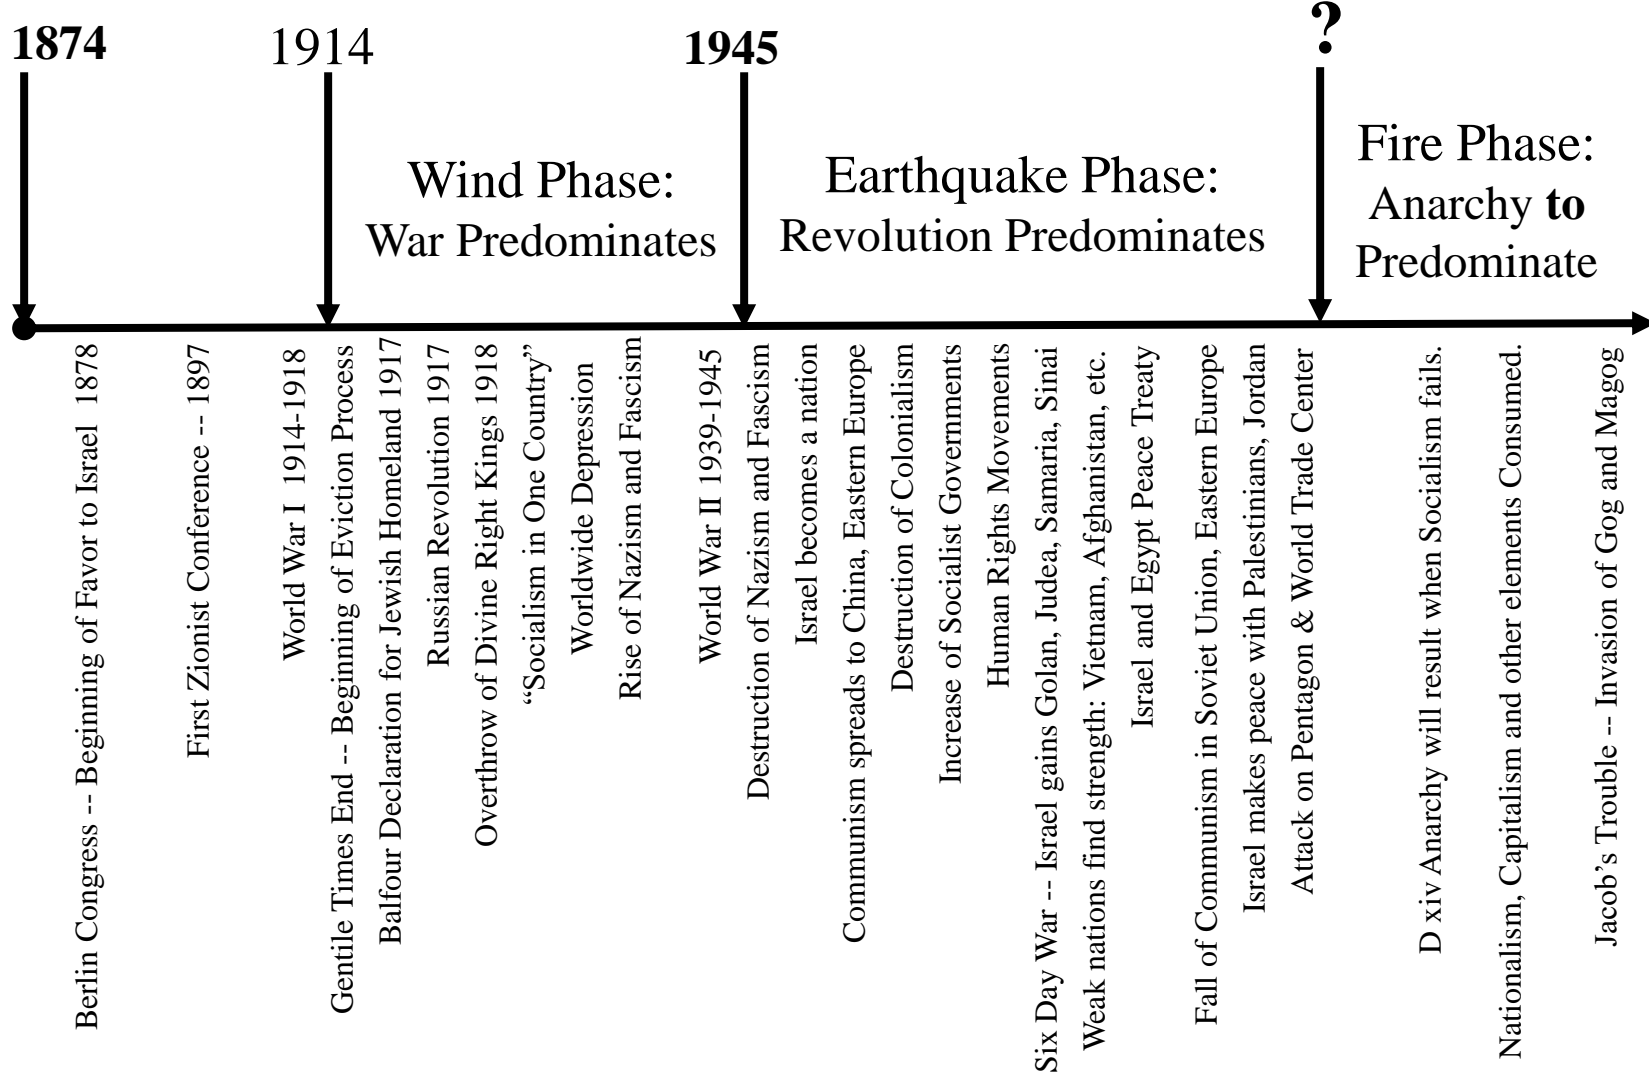 1874
1914
1945
?
Wind Phase:
War Predominates
Earthquake Phase:
Revolution Predominates
Fire Phase:
Anarchy to
Predominate
Berlin Congress -- Beginning of Favor to Israel  1878
First Zionist Conference -- 1897
World War I  1914-1918
Gentile Times End -- Beginning of Eviction Process
Balfour Declaration for Jewish Homeland 1917
Russian Revolution 1917
Overthrow of Divine Right Kings 1918
“Socialism in One Country”
Worldwide Depression
Rise of Nazism and Fascism
World War II 1939-1945
Destruction of Nazism and Fascism
Israel becomes a nation
Communism spreads to China, Eastern Europe
Destruction of Colonialism
Increase of Socialist Governments
Human Rights Movements
Six Day War -- Israel gains Golan, Judea, Samaria, Sinai
Weak nations find strength: Vietnam, Afghanistan, etc.
Israel and Egypt Peace Treaty
Fall of Communism in Soviet Union, Eastern Europe
Israel makes peace with Palestinians, Jordan
Attack on Pentagon & World Trade Center
D xiv Anarchy will result when Socialism fails.
Nationalism, Capitalism and other elements Consumed.
Jacob’s Trouble -- Invasion of Gog and Magog